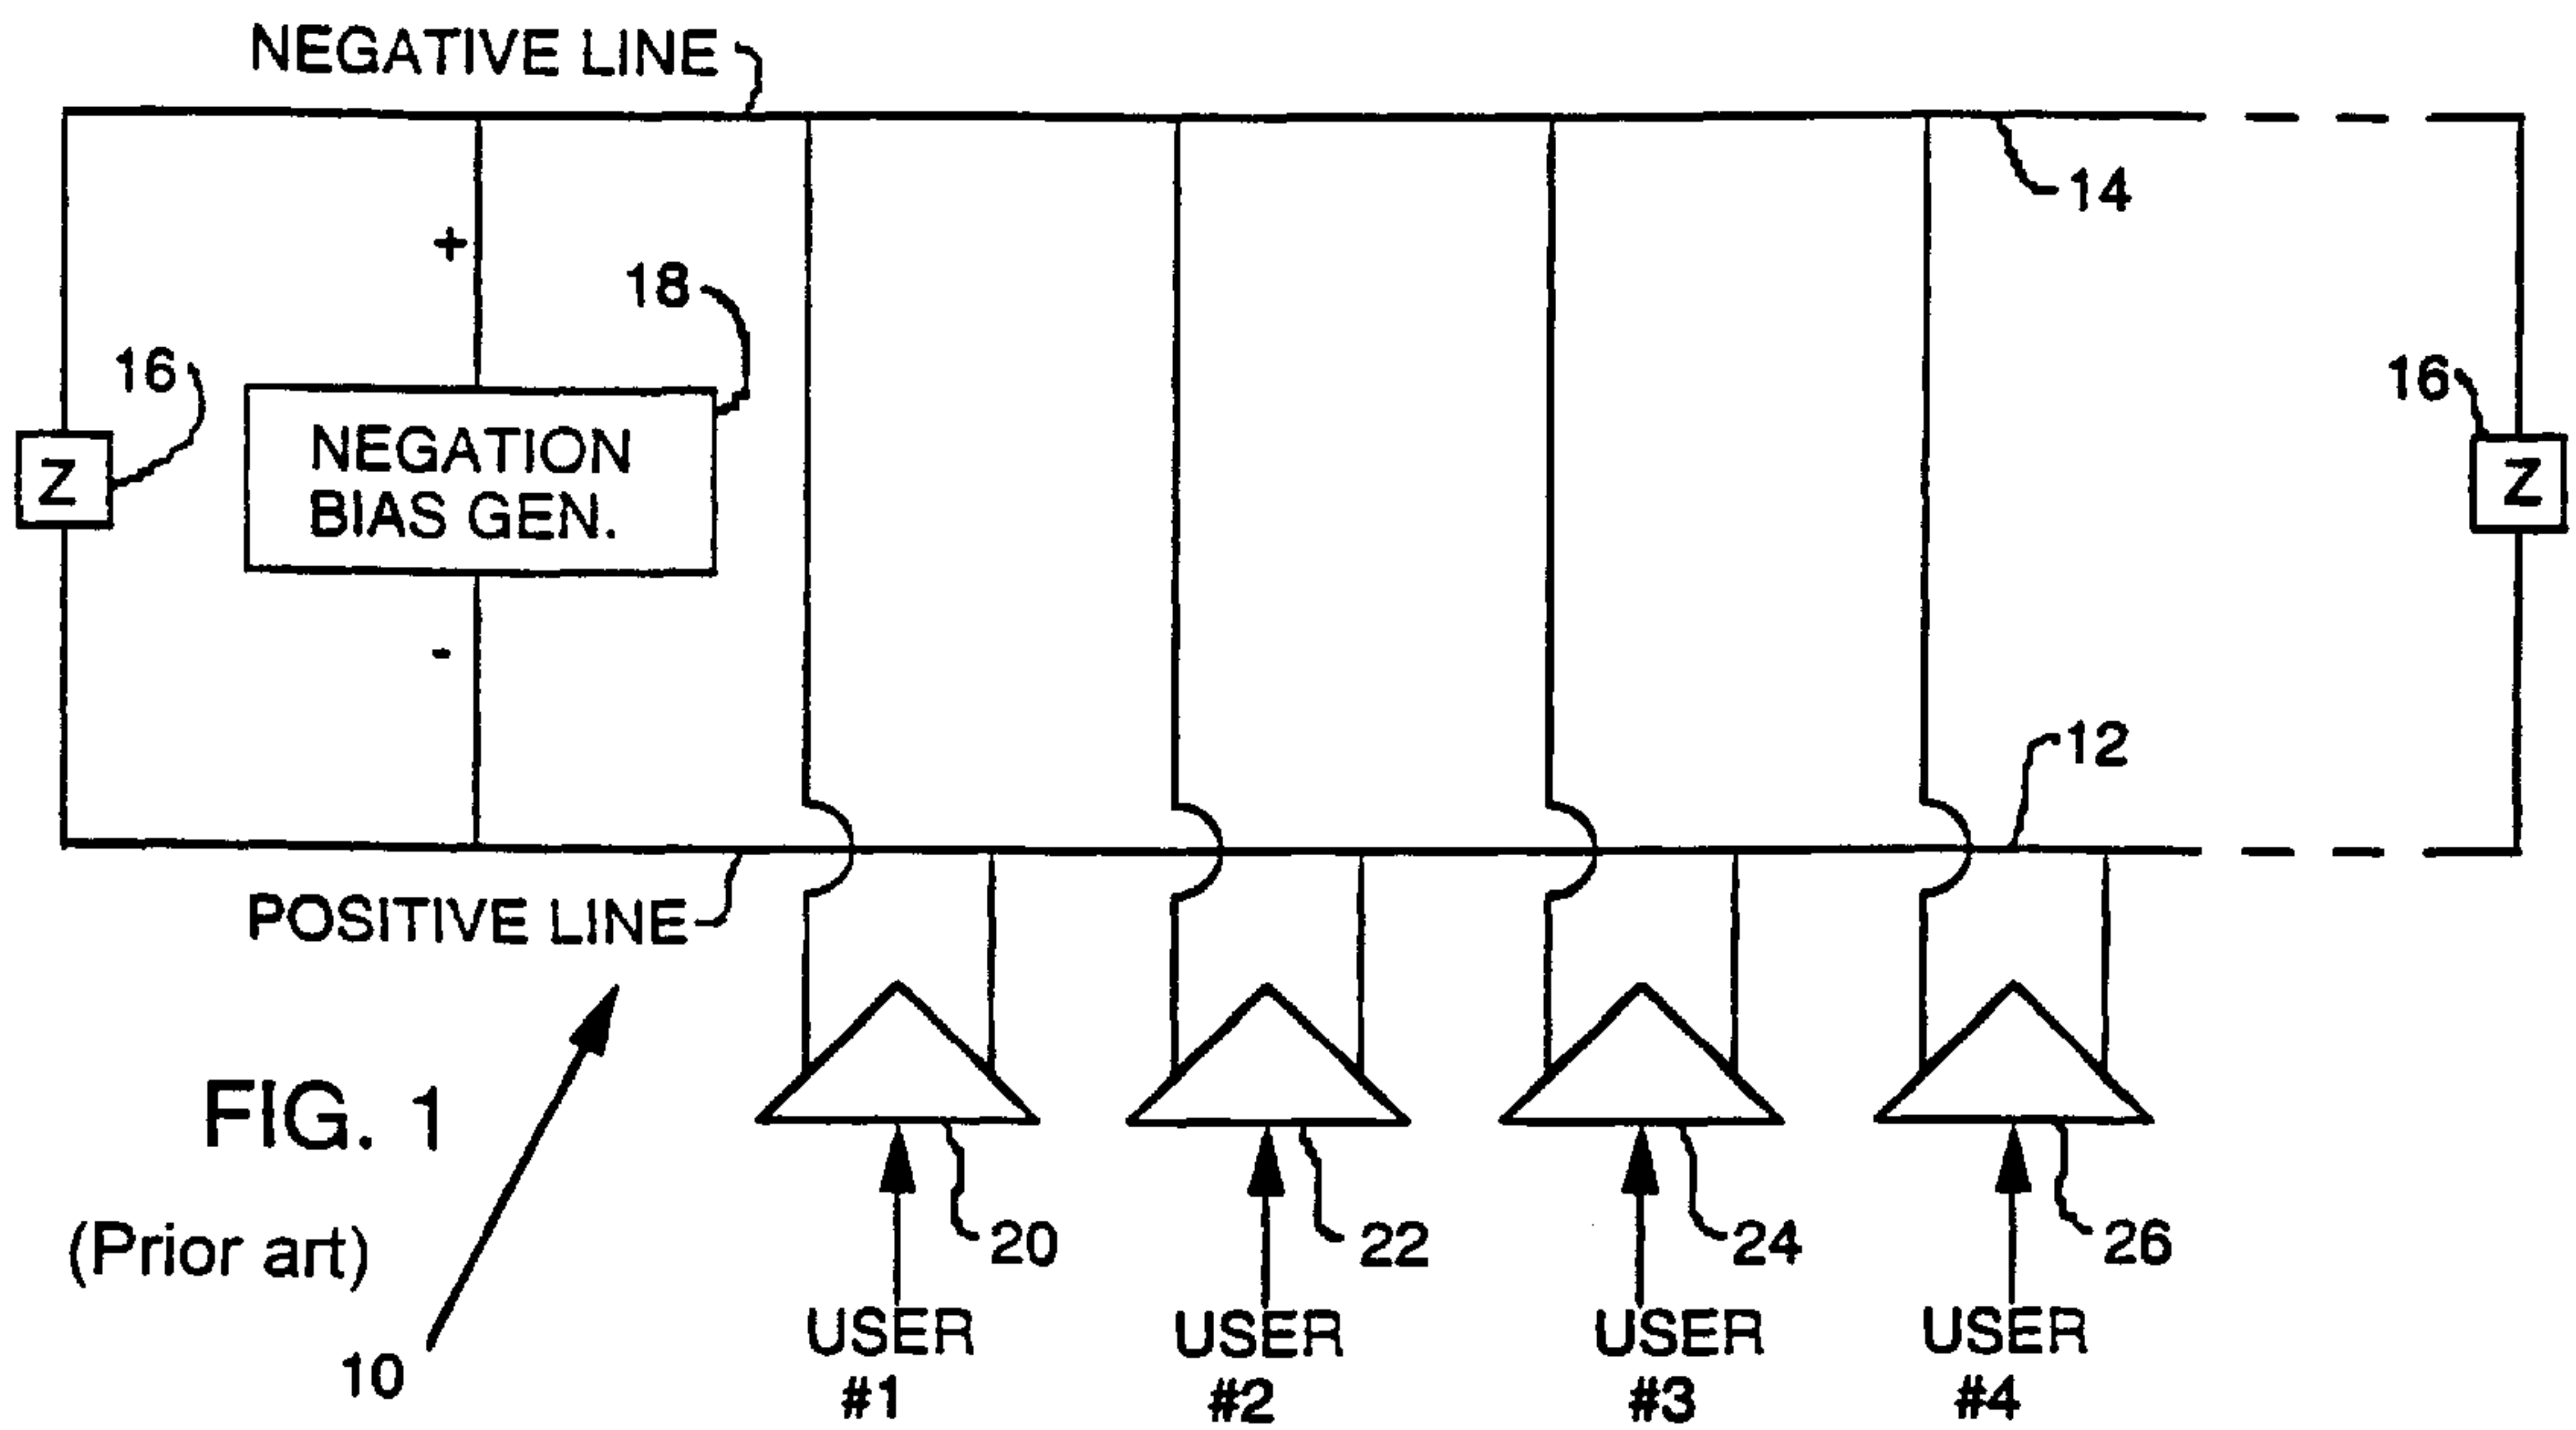 NEGATIVE LINE
14
+
18
16
16
Z
NEGATION
BIAS GEN.
Z
-
12
POSITIVE LINE
FIG. 1
(Prior art)
10
20
22
24
26
USER
#1
USER
#2
USER
#3
USER
#4